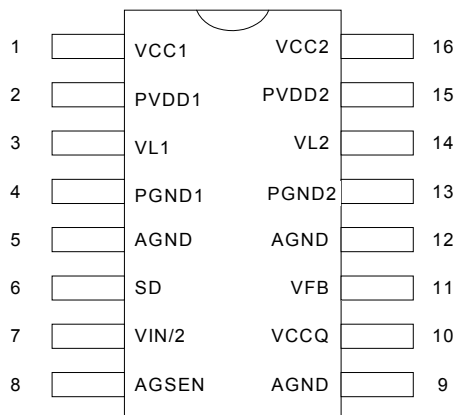 1 VCC1 VCC2 16
2 PVDD1 PVDD2 15
3 VL1 VL2 14
4 PGND1 PGND2 13
5 AGND AGND 12
6 SD VFB 11
7 VIN/2 VCCQ 10
8 AGSEN AGND 9